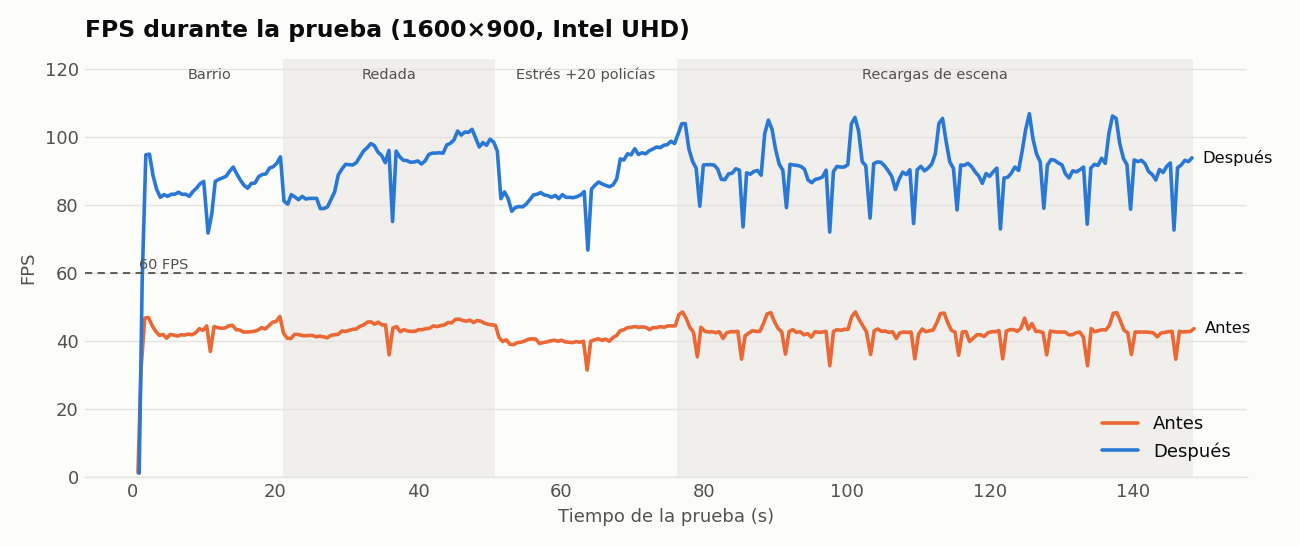 FPS durante la prueba (1600×900, Intel UHD)
Barrio
Redada
Estrés +20 policías
Recargas de escena
120
100
80
60
40
20
0
FPS
60 FPS
Después
Antes
Antes
Después
0 20 40 60 80 100 120 140
Tiempo de la prueba (s)